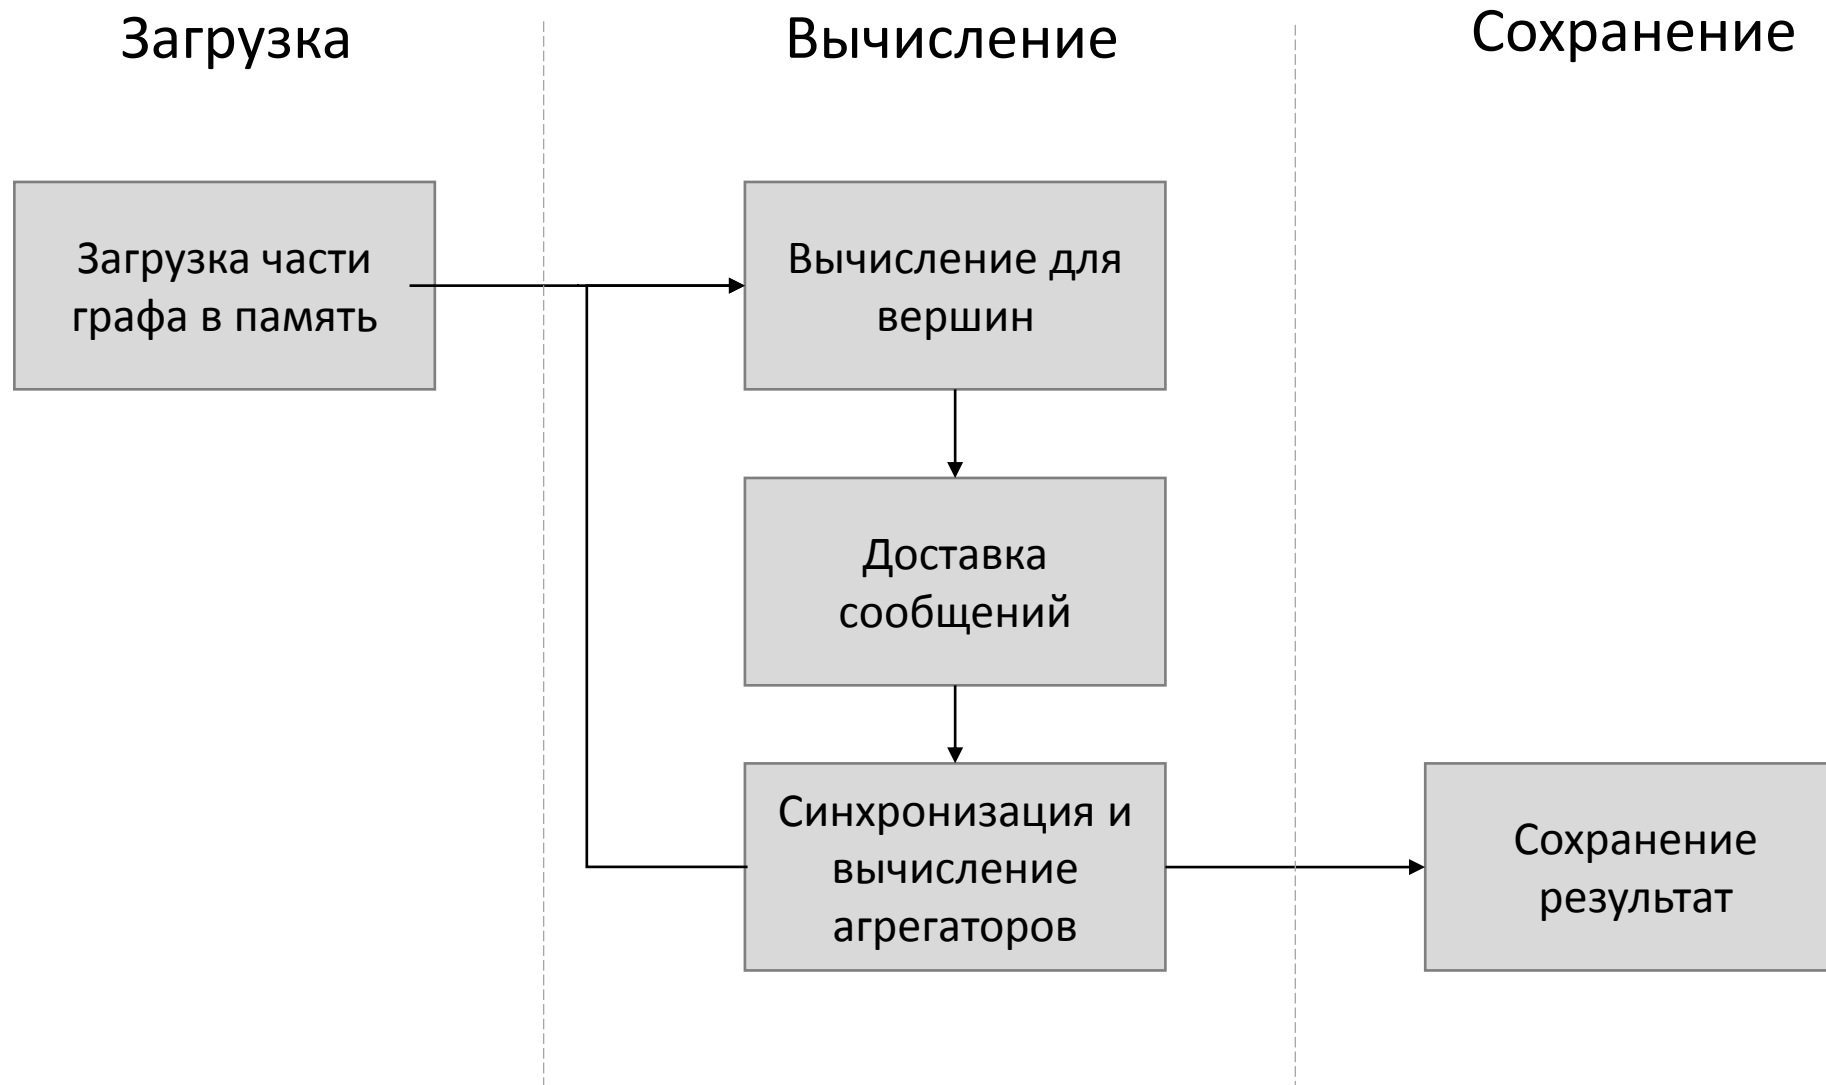 Загрузка
Вычисление
Сохранение
Загрузка части
графа в память
Вычисление для
вершин
Доставка
сообщений
Синхронизация и
вычисление
агрегаторов
Сохранение
результат